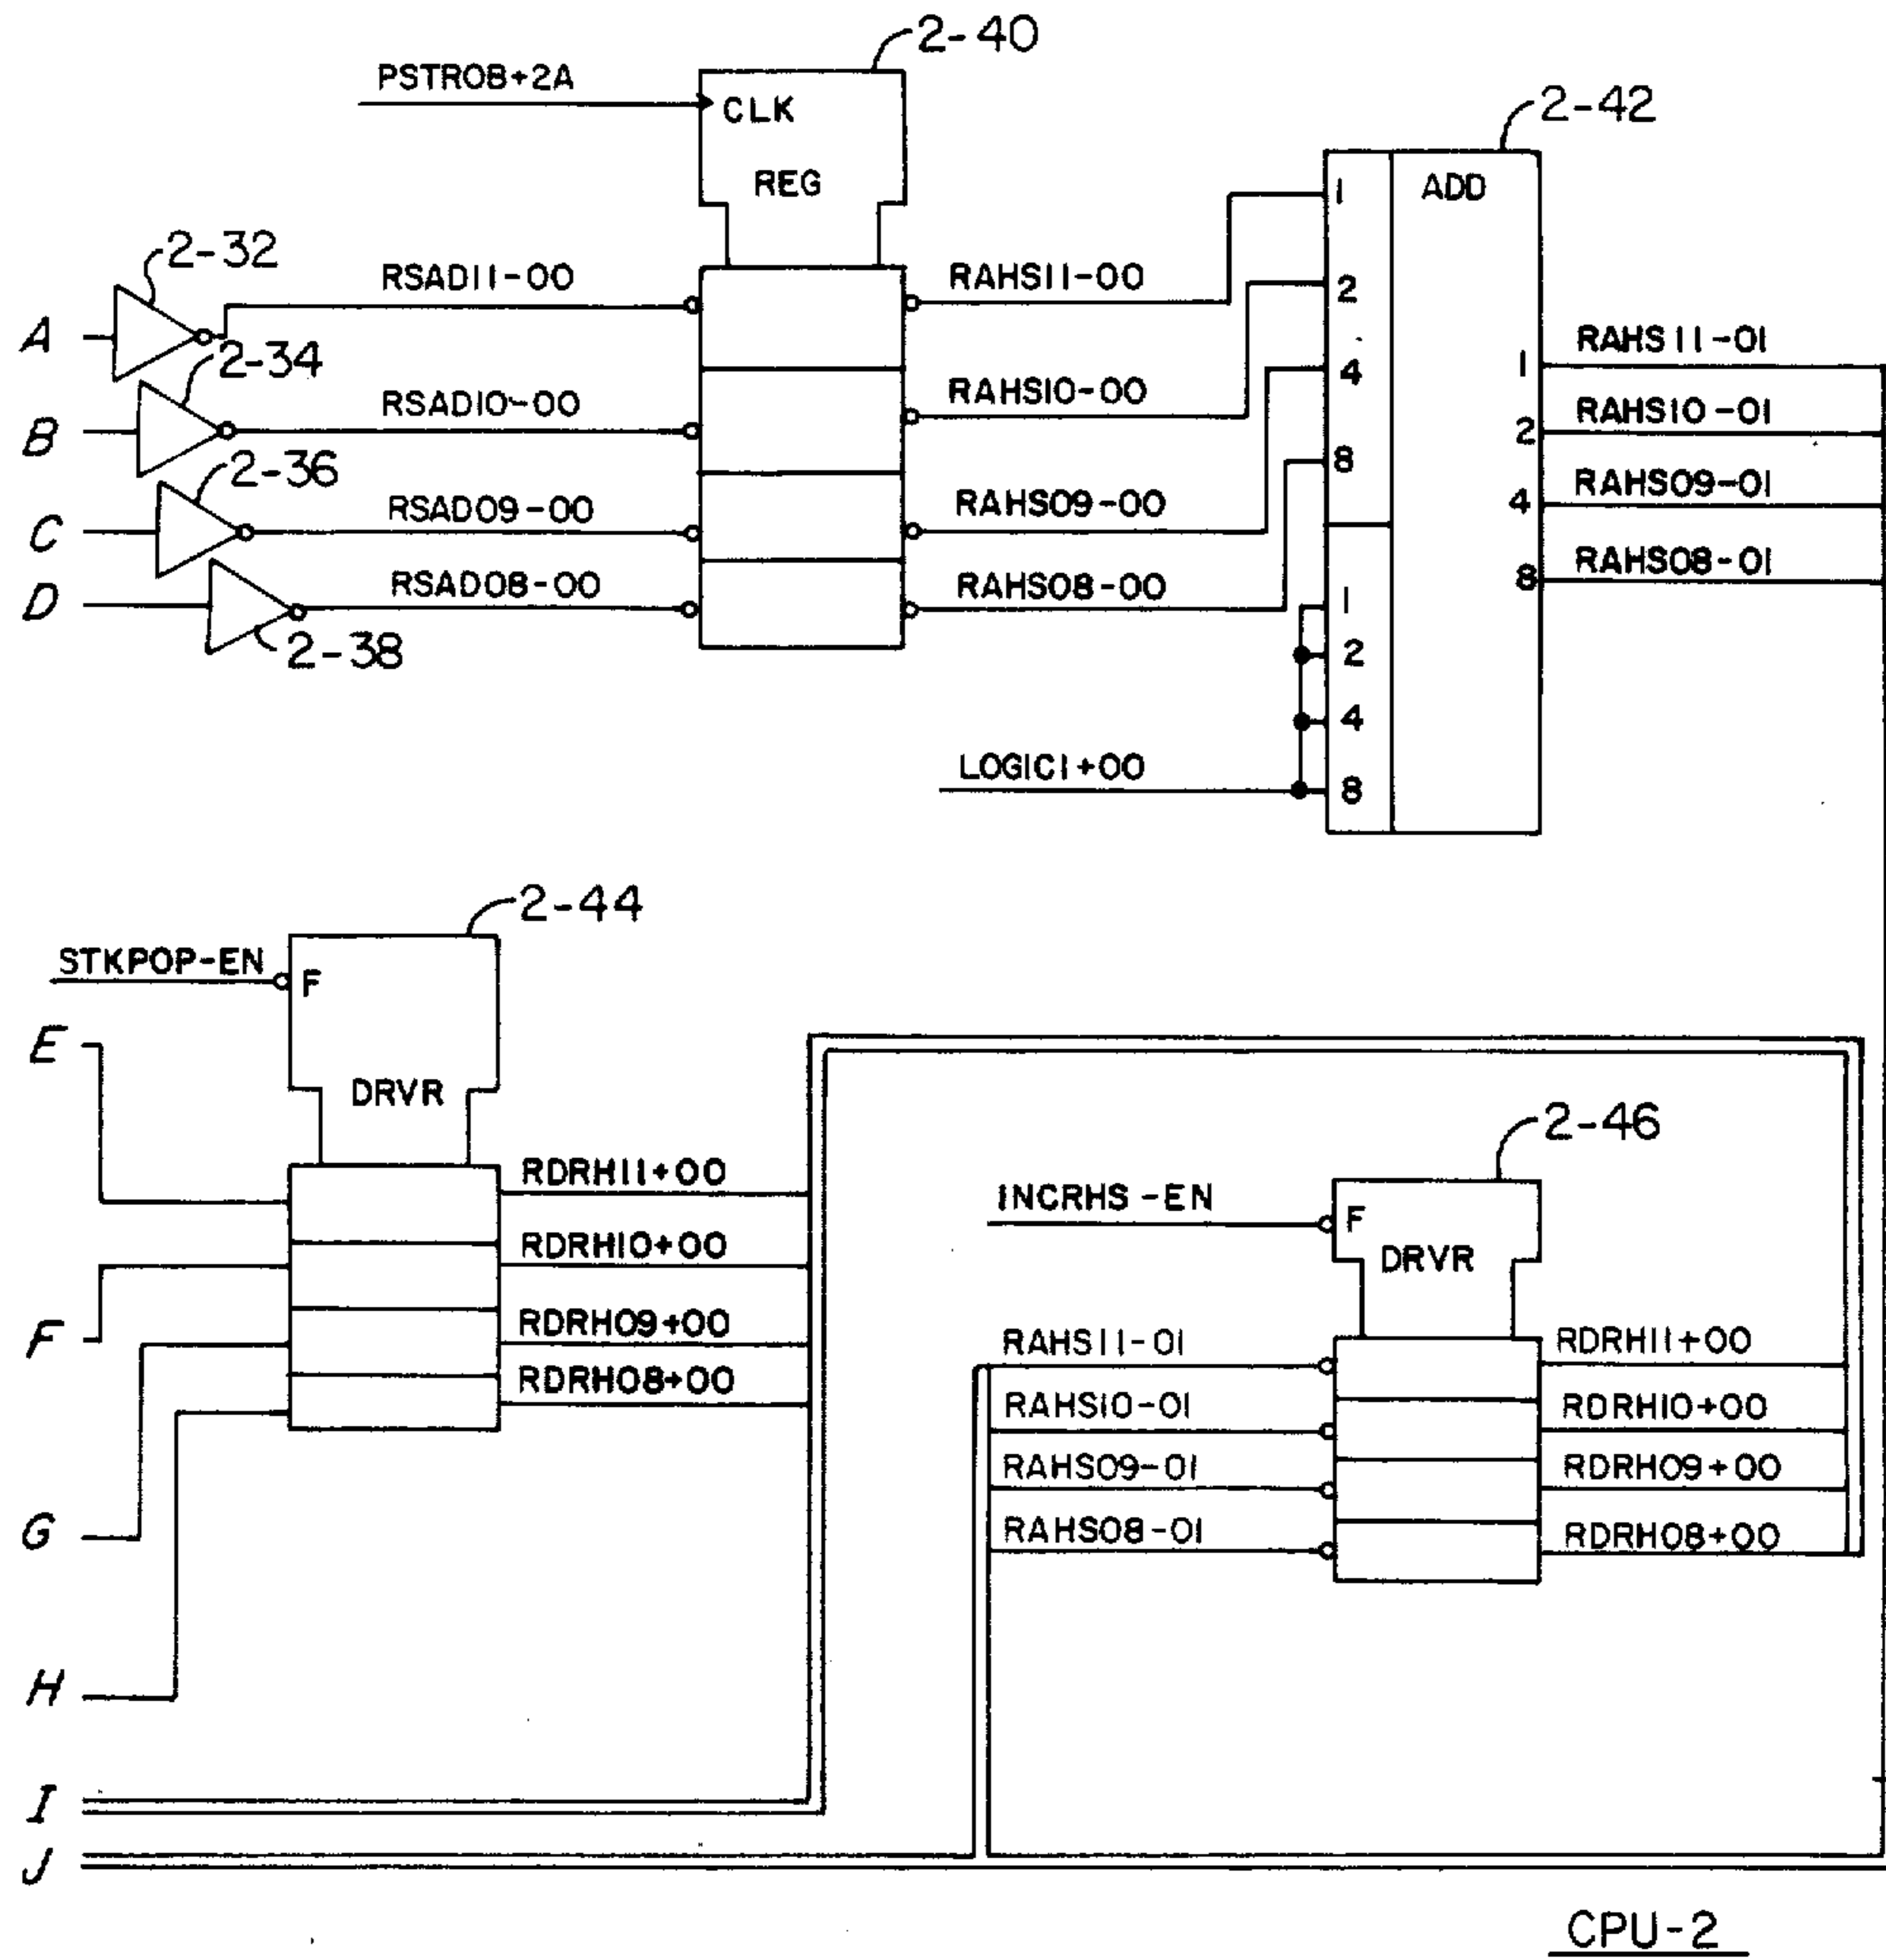 2-40
PSTR08+2A
CLK
2-42
REG
ADD
1
2-32
RSAD11-00
RAHS11-00
2
A
RAHS11-01
2-34
4
1
RSAD10-00
RAHS10-00
RAHS10-01
B
2
2-36
8
RSAD09-00
RAHS09-00
RAHS09-01
C
4
RSAD08-00
RAHS08-00
RAHS08-01
D
8
1
2-38
2
4
LOGIC1+00
8
2-44
STKPOP-EN
F
E
DRVR
2-46
RDRH11+00
INCRHS-EN
F
RDRH10+00
DRVR
F
RDRH09+00
RAHS11-01
RDRH11+00
RDRH08+00
RAHS10-01
RDRH10+00
RAHS09-01
RDRH09+00
G
RAHS08-01
RDRH08+00
H
I
J
CPU-2